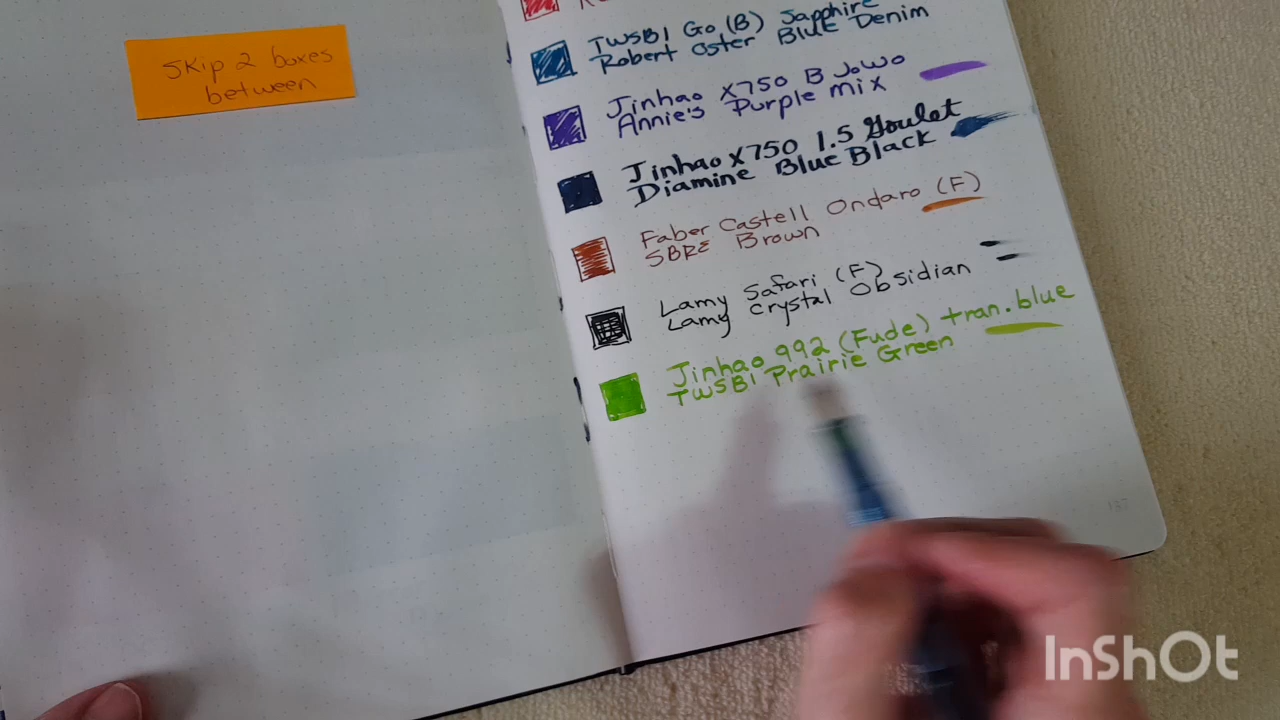 Skip 2 boxes
between
TWSBI Go (B) Sapphire
Robert Oster Blue Denim
Jinhao X750 B JoWo
Annie's Purple Mix
Jinhao X750 1.5 Goulet
Diamine Blue Black
Faber Castell Ondaro (F)
SBRE Brown
Lamy Safari (F)
Lamy Crystal Obsidian
Jinhao 992 (Fude) tran. blue
TWSBI Prairie Green
InShOt